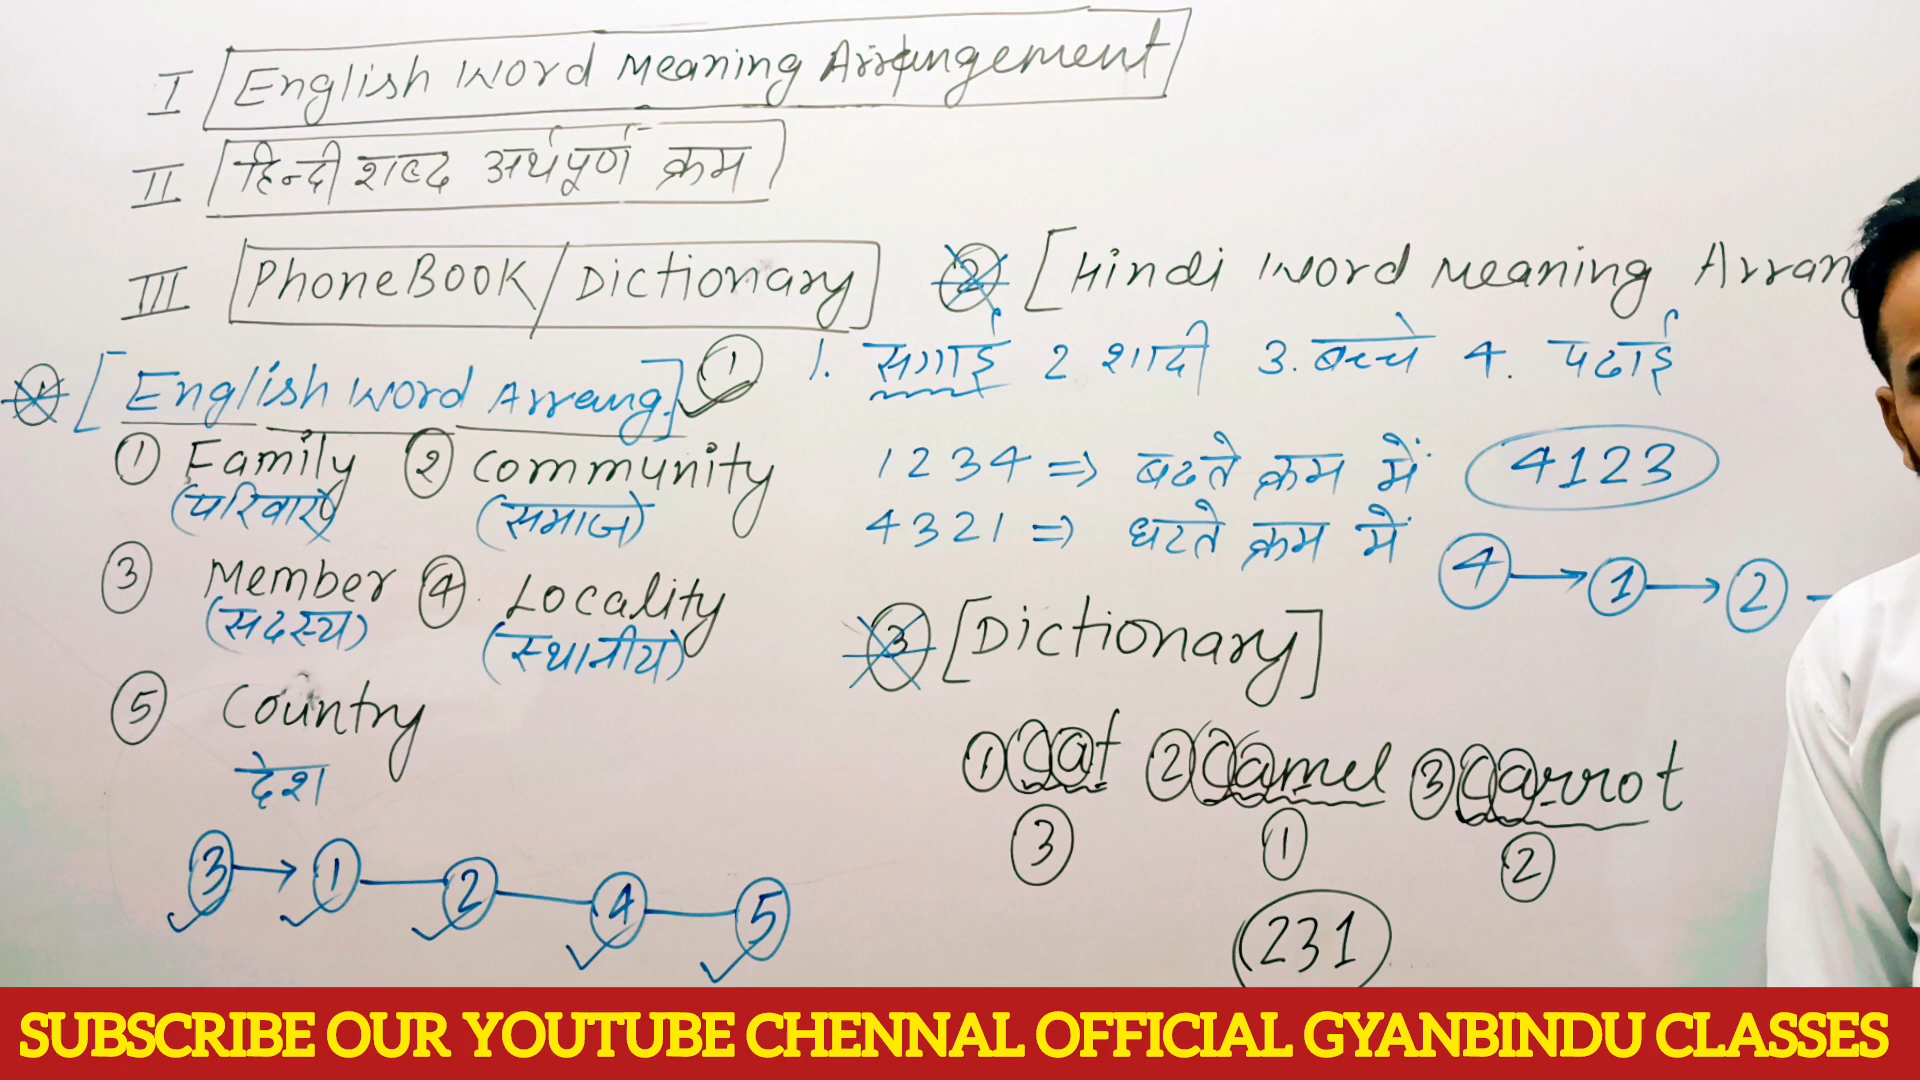 I English Word Meaning Arrangement
II हिन्दी शब्द अर्थपूर्ण क्रम
III PhoneBook/Dictionary
1 [English Word Arrang.] 1
1 Family 2 Community
(परिवार) (समाज)
3 Member 4 Locality
(सदस्य) (स्थानीय)
5 Country
देश
3 → 1 — 2 — 4 — 5
2 [Hindi Word Meaning Arrang
1. सगाई 2 शादी 3. बच्चे 4. पढाई
1234 => बढते क्रम में 4123
4321 => घटते क्रम में
4 → 1 → 2 -
3 [Dictionary]
1 Cat 2 Camel 3 Carrot
3 1 2
231
SUBSCRIBE OUR YOUTUBE CHENNAL OFFICIAL GYANBINDU CLASSES